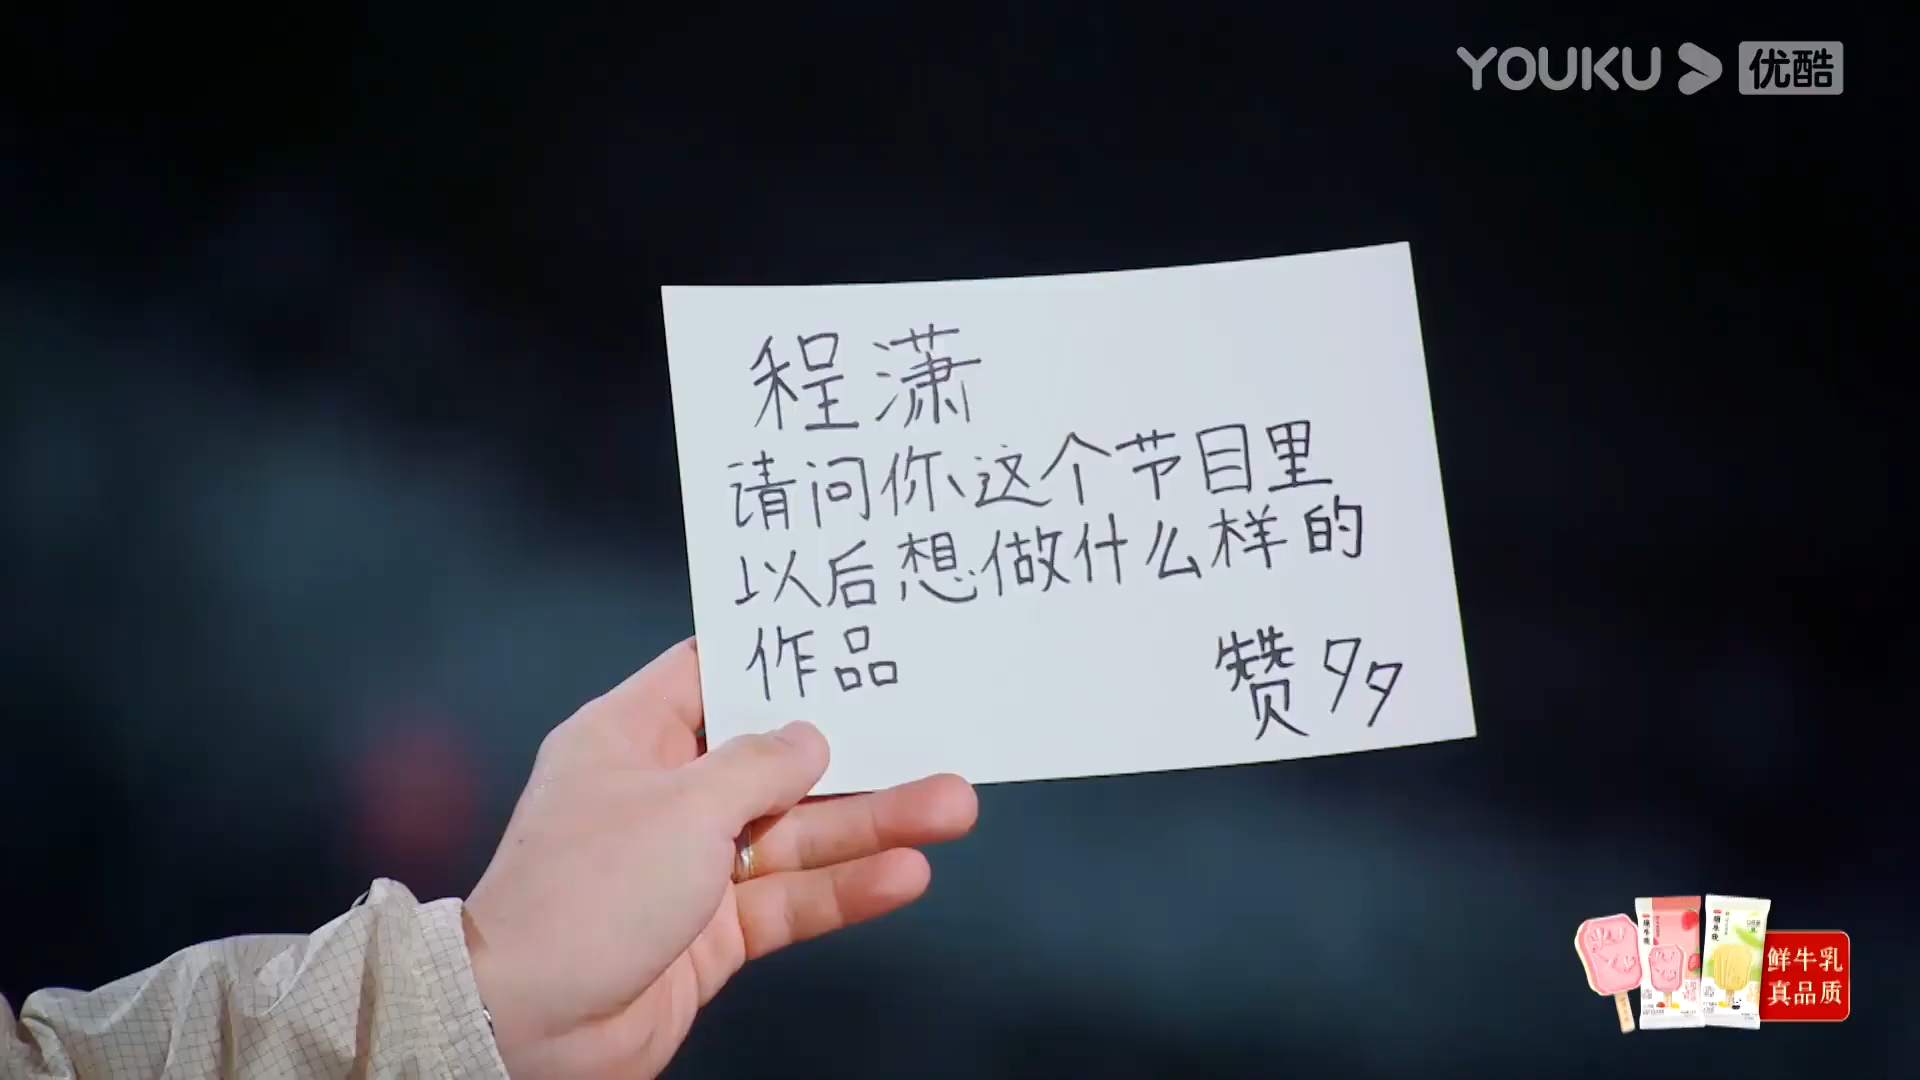 YOUKU 优酷
程潇
请问你这个节目里
以后想做什么样的
作品
赞多
鲜牛乳
真品质